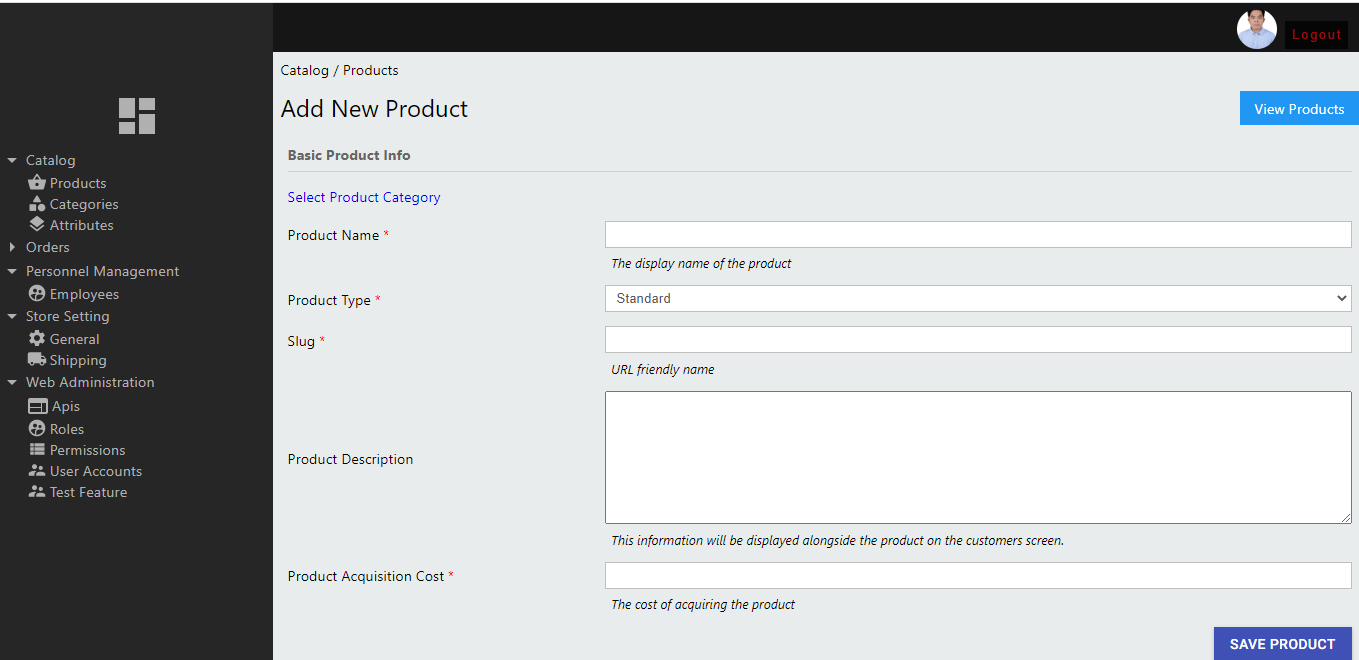 Logout
Catalog / Products
Add New Product
View Products
Basic Product Info
Select Product Category
Product Name *
The display name of the product
Product Type *
Standard
Slug *
URL friendly name
Product Description
This information will be displayed alongside the product on the customers screen.
Product Acquisition Cost *
The cost of acquiring the product
SAVE PRODUCT
Catalog
Products
Categories
Attributes
Orders
Personnel Management
Employees
Store Setting
General
Shipping
Web Administration
Apis
Roles
Permissions
User Accounts
Test Feature